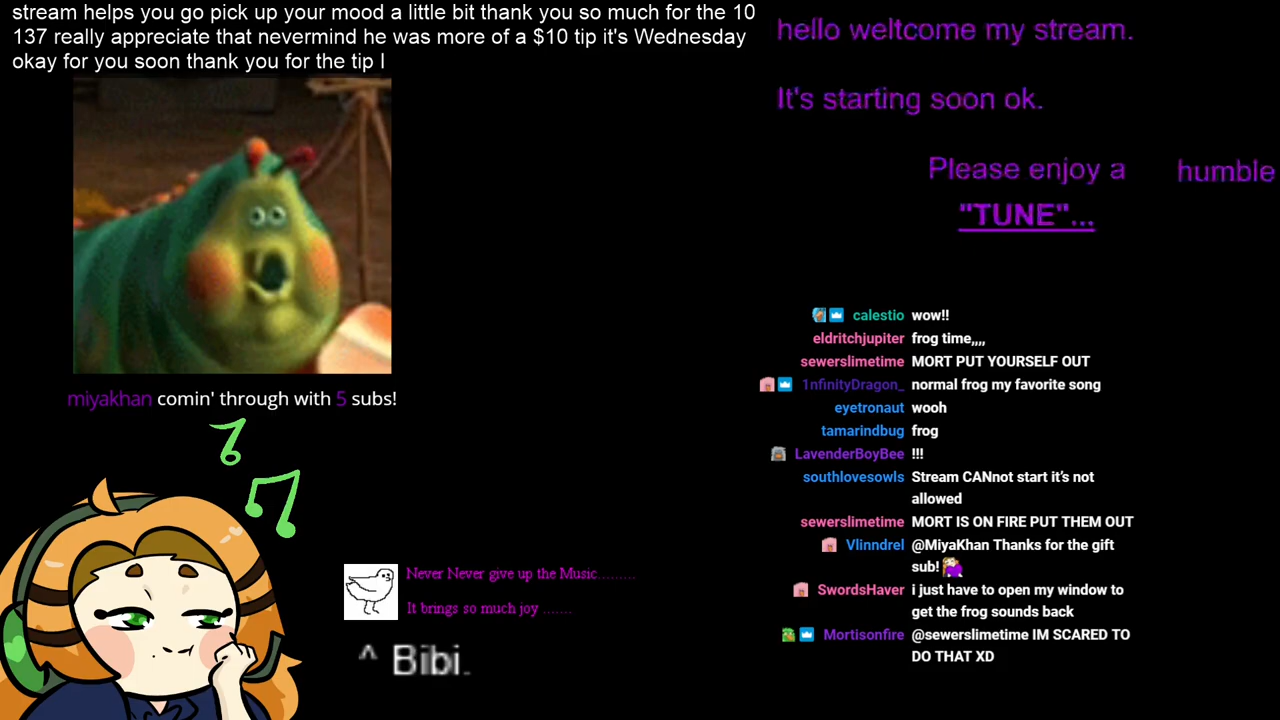 stream helps you go pick up your mood a little bit thank you so much for the 10
137 really appreciate that nevermind he was more of a $10 tip it's Wednesday
okay for you soon thank you for the tip I
hello weltcome my stream.
It's starting soon ok.
Please enjoy a humble
"TUNE"...
miyakhan comin' through with 5 subs!
calestio wow!!
eldritchjupiter frog time,,,,
sewerslimetime MORT PUT YOURSELF OUT
1nfinityDragon_ normal frog my favorite song
eyetronaut wooh
tamarindbug frog
LavenderBoyBee !!!
southlovesowls Stream CANnot start it's not
allowed
sewerslimetime MORT IS ON FIRE PUT THEM OUT
Vlinndrel @MiyaKhan Thanks for the gift
sub!
SwordsHaver i just have to open my window to
get the frog sounds back
Mortisonfire @sewerslimetime IM SCARED TO
DO THAT XD
Never Never give up the Music.........
It brings so much joy .......
^ Bibi.